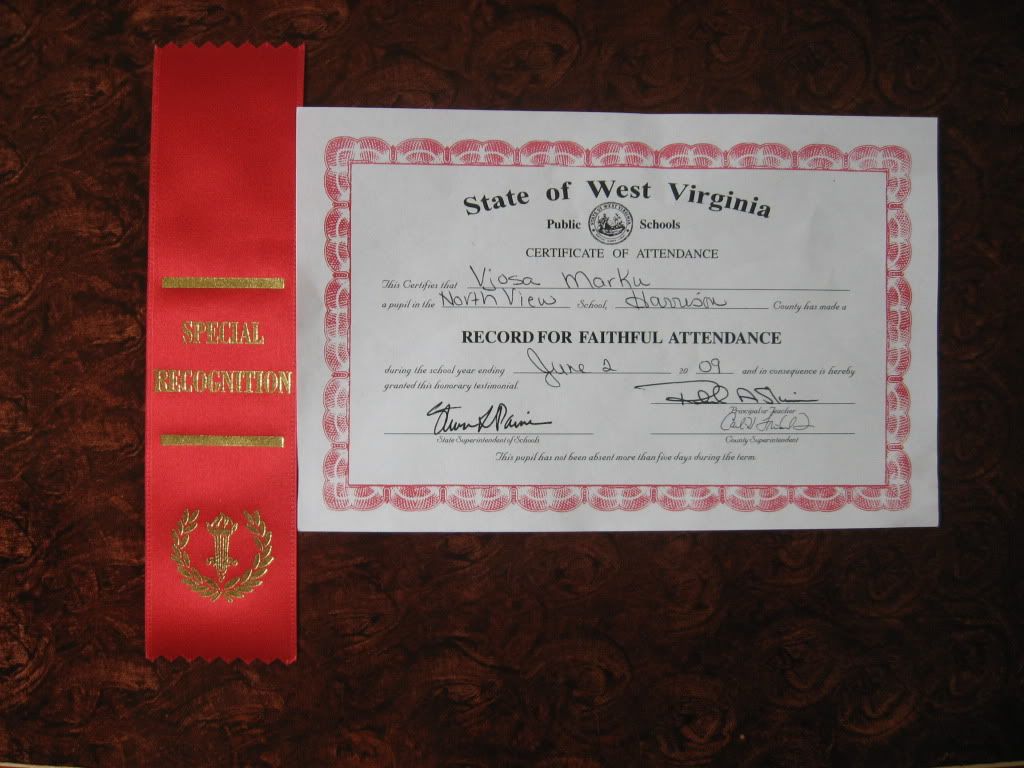 SPECIAL
RECOGNITION
State of West Virginia
Public Schools
CERTIFICATE OF ATTENDANCE
This Certifies that Vjosa Marku
a pupil in the North View School, Harrison County has made a
RECORD FOR FAITHFUL ATTENDANCE
during the school year ending June 2 20 09 and in consequence is hereby
granted this honorary testimonial.
Principal or Teacher
State Superintendent of Schools
County Superintendent
This pupil has not been absent more than five days during the term.